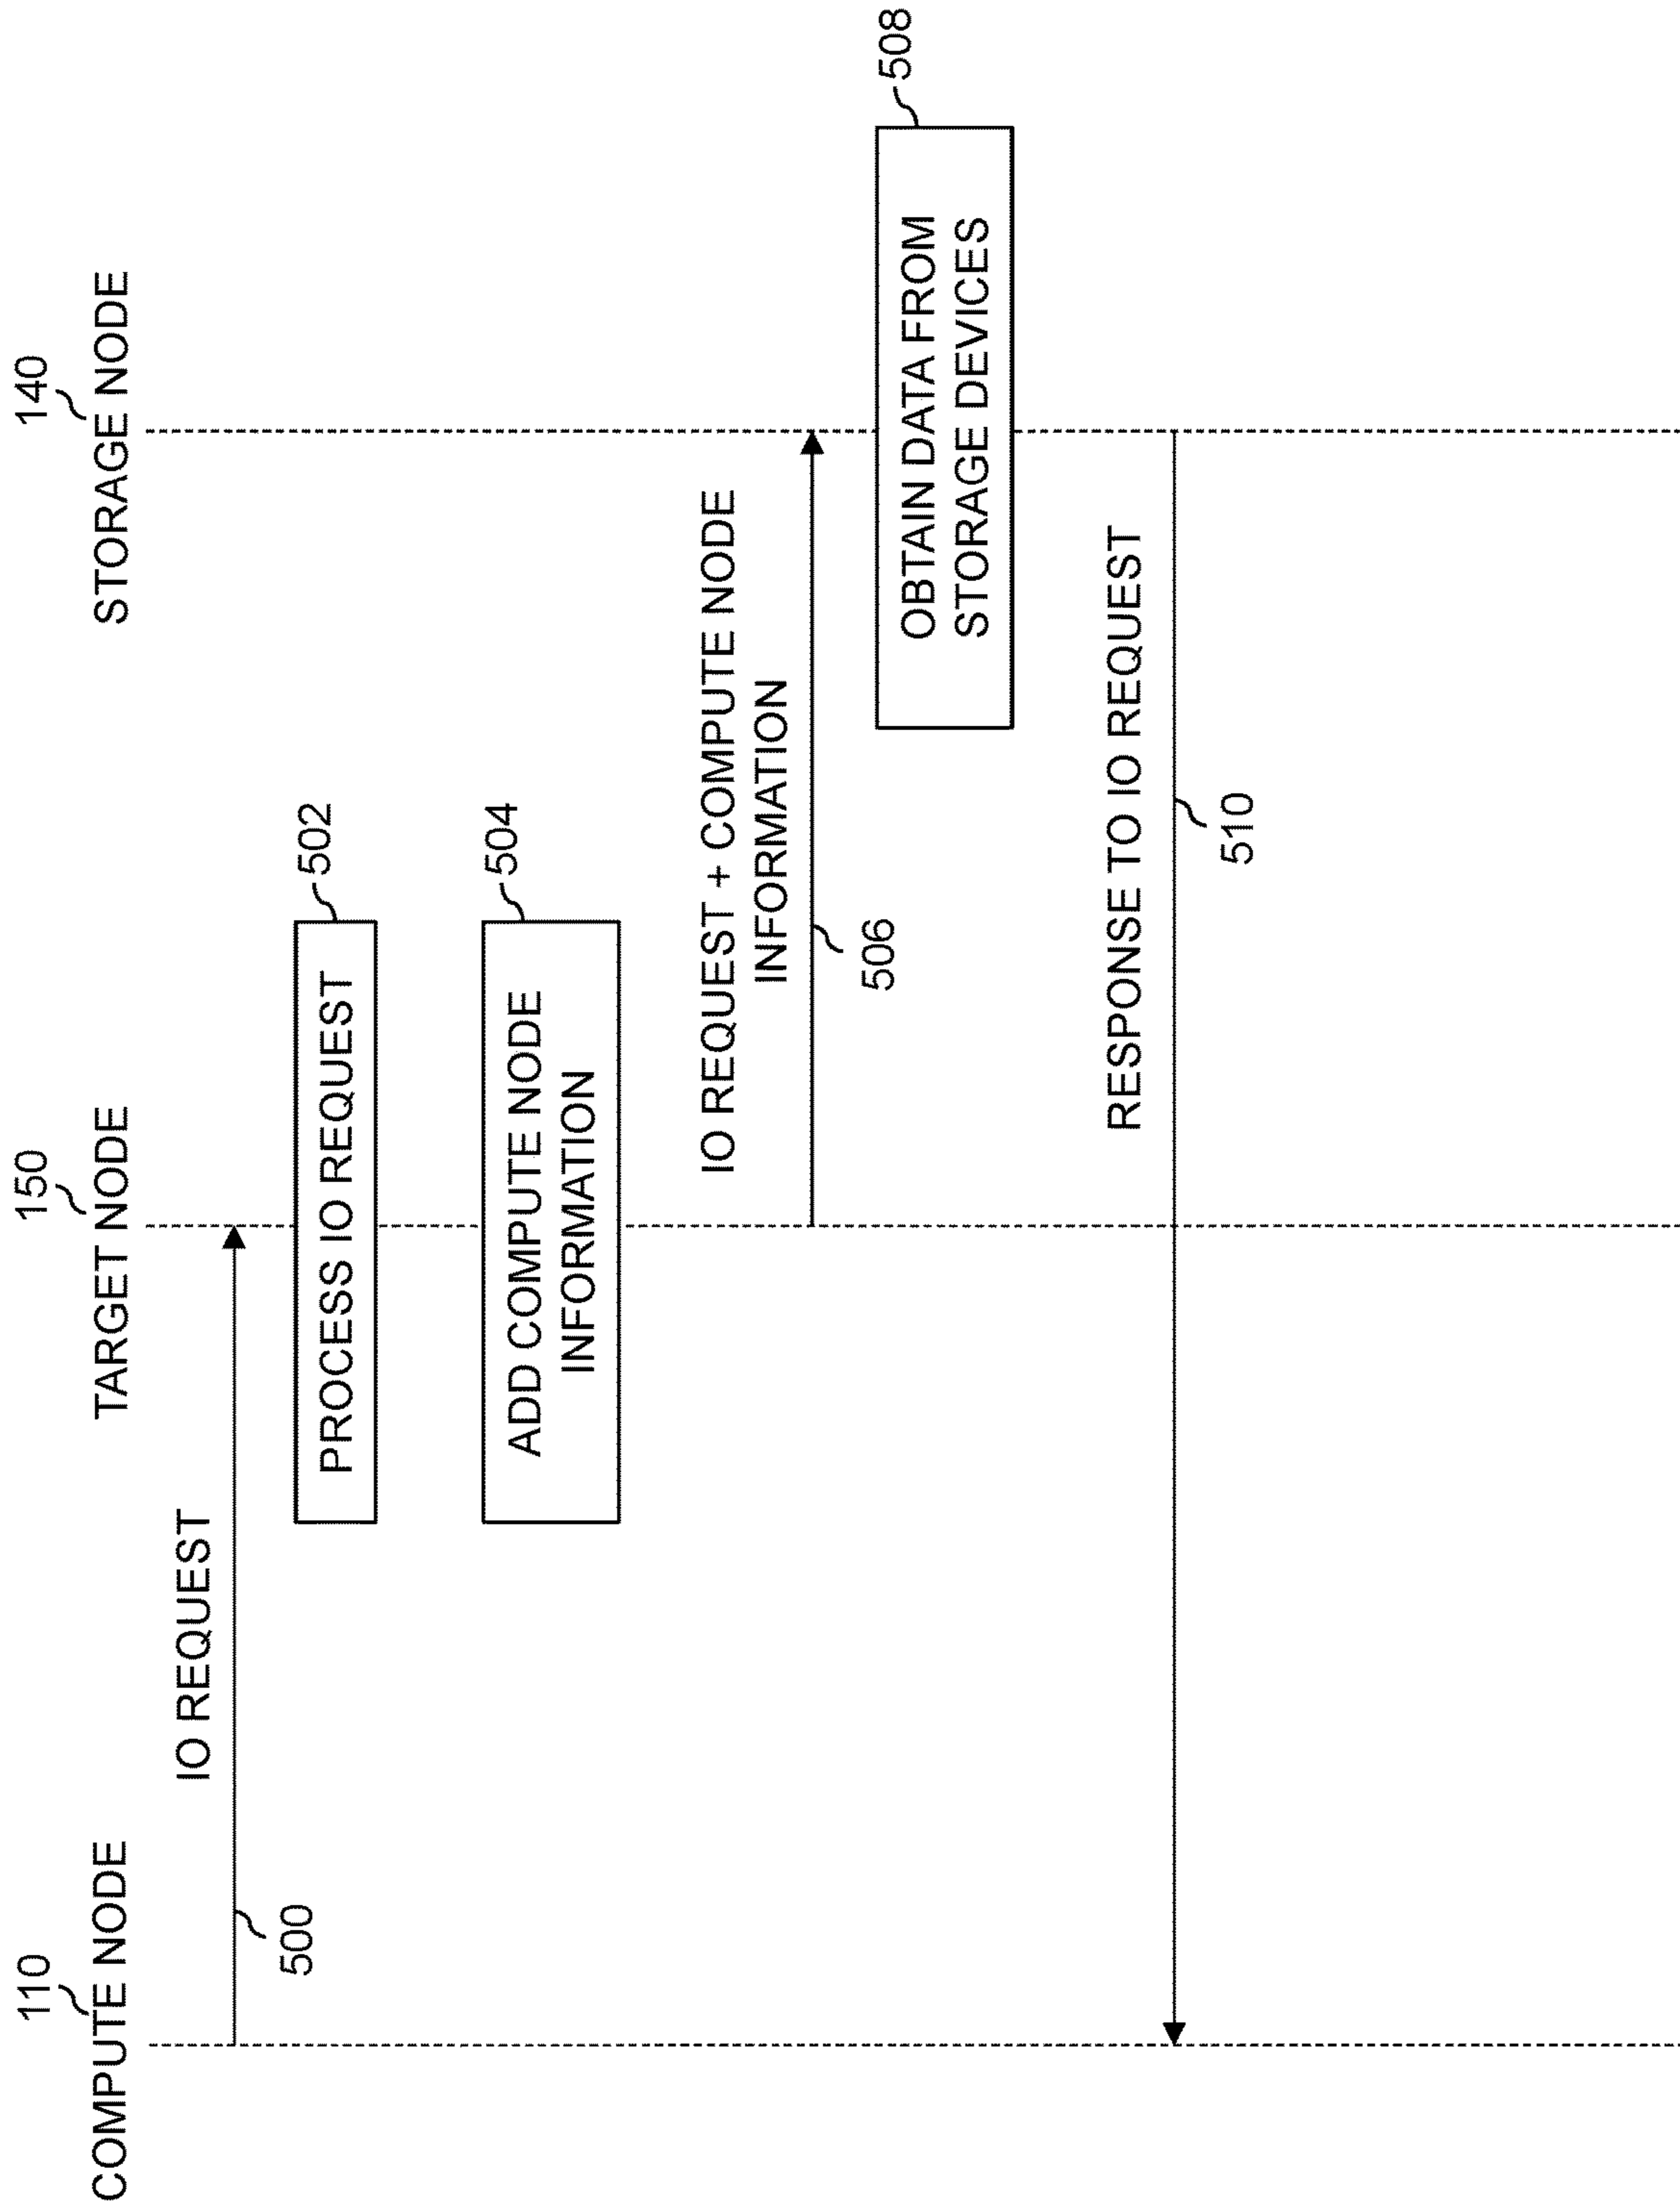 110
COMPUTE NODE
150
TARGET NODE
140
STORAGE NODE
IO REQUEST
500
PROCESS IO REQUEST
502
ADD COMPUTE NODE
INFORMATION
504
IO REQUEST + COMPUTE NODE
INFORMATION
506
OBTAIN DATA FROM
STORAGE DEVICES
508
RESPONSE TO IO REQUEST
510